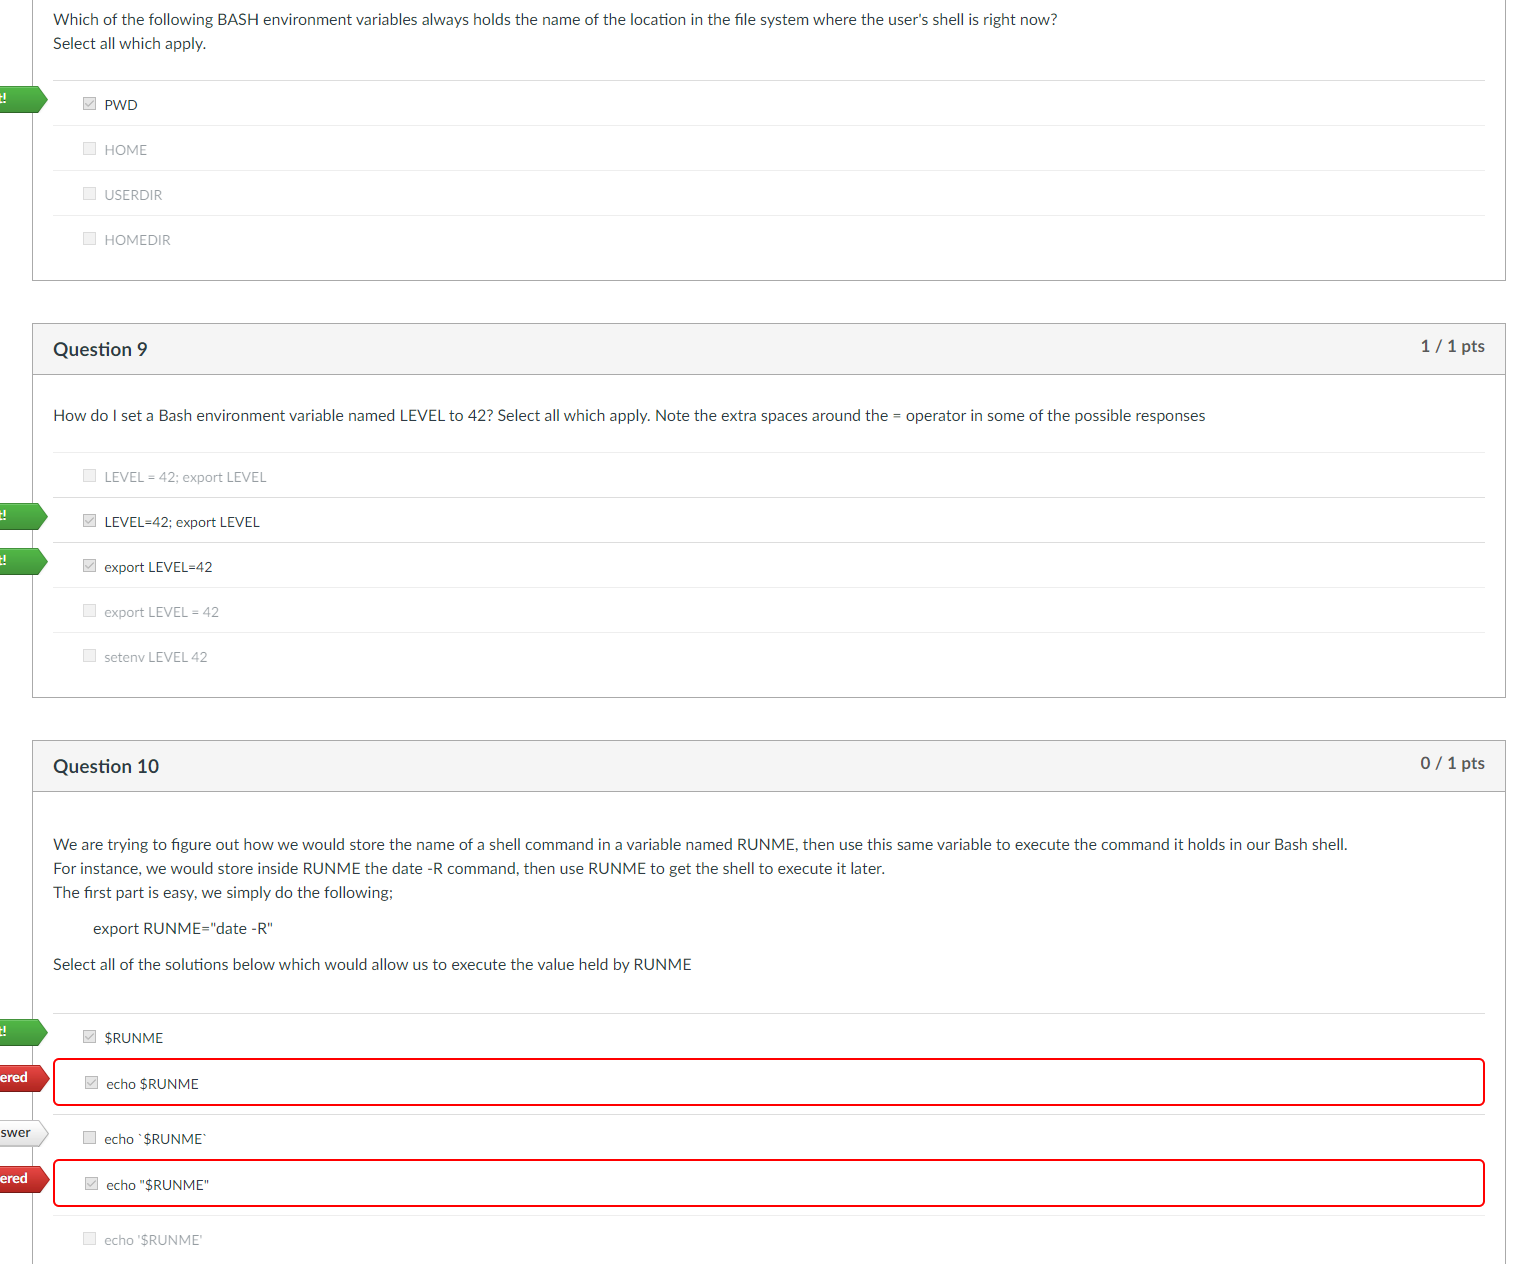 Which of the following BASH environment variables always holds the name of the location in the file system where the user's shell is right now?
Select all which apply.
t!
PWD
HOME
USERDIR
HOMEDIR
Question 9
1 / 1 pts
How do I set a Bash environment variable named LEVEL to 42? Select all which apply. Note the extra spaces around the = operator in some of the possible responses
LEVEL = 42; export LEVEL
t!
LEVEL=42; export LEVEL
t!
export LEVEL=42
export LEVEL = 42
setenv LEVEL 42
Question 10
0 / 1 pts
We are trying to figure out how we would store the name of a shell command in a variable named RUNME, then use this same variable to execute the command it holds in our Bash shell.
For instance, we would store inside RUNME the date -R command, then use RUNME to get the shell to execute it later.
The first part is easy, we simply do the following;
export RUNME="date -R"
Select all of the solutions below which would allow us to execute the value held by RUNME
t!
$RUNME
ered
echo $RUNME
swer
echo `$RUNME`
ered
echo "$RUNME"
echo '$RUNME'